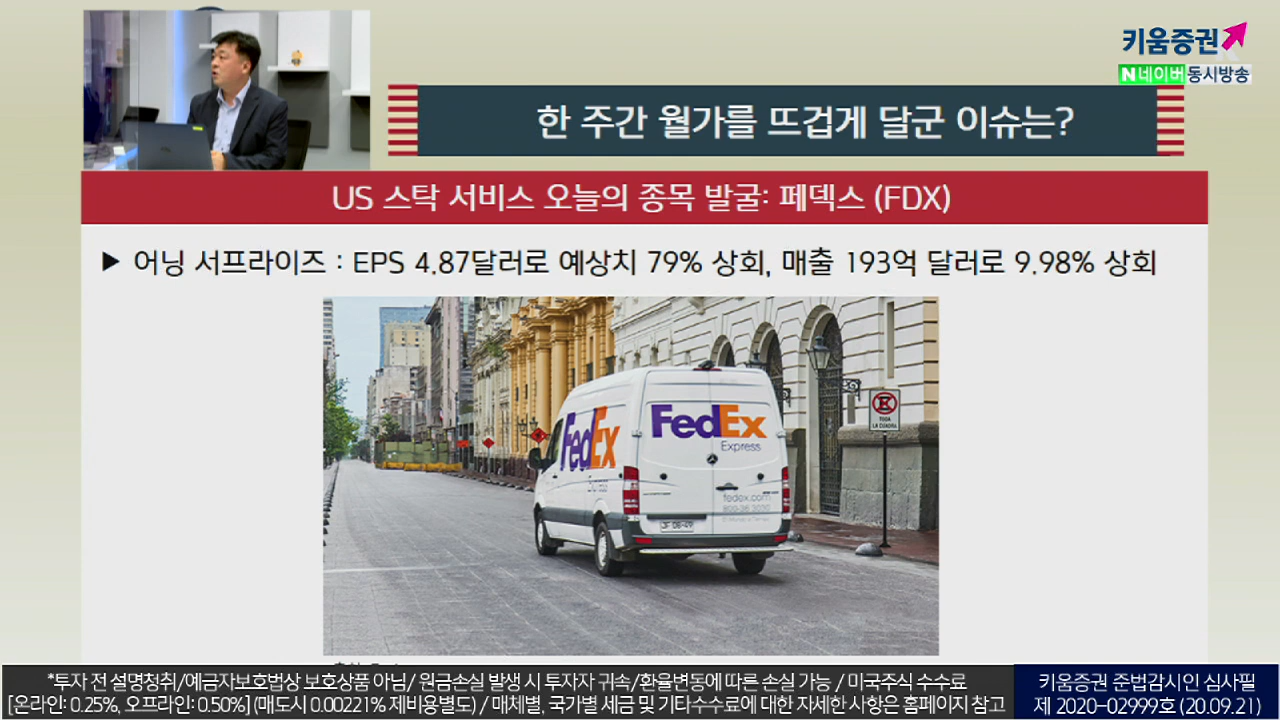 키움증권
N 네이버 동시방송
한 주간 월가를 뜨겁게 달군 이슈는?
US 스탁 서비스 오늘의 종목 발굴: 페덱스 (FDX)
▶ 어닝 서프라이즈 : EPS 4.87달러로 예상치 79% 상회, 매출 193억 달러로 9.98% 상회
FedEx
FedEx
Express
fedex.com
TODA
LA CUADRA
*투자 전 설명청취/예금자보호법상 보호상품 아님/ 원금손실 발생 시 투자자 귀속/환율변동에 따른 손실 가능 / 미국주식 수수료
[온라인: 0.25%, 오프라인: 0.50%] (매도시 0.00221% 제비용별도) / 매체별, 국가별 세금 및 기타수수료에 대한 자세한 사항은 홈페이지 참고
키움증권 준법감시인 심사필
제 2020-02999호 (20.09.21)